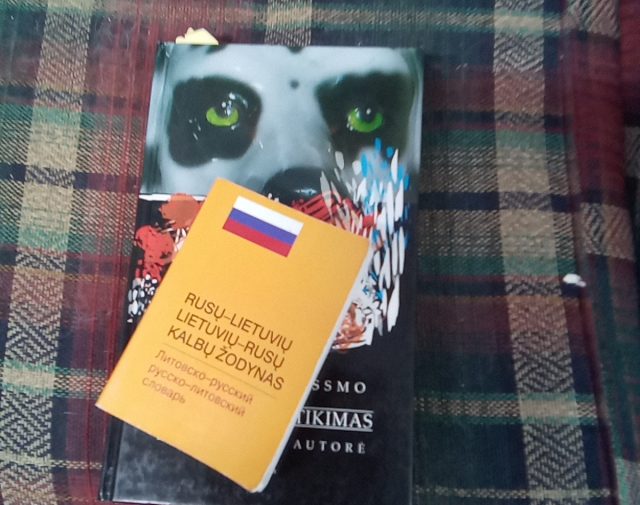 RUSŲ–LIETUVIŲ
LIETUVIŲ–RUSŲ
KALBŲ ŽODYNAS
Литовско–русский
русско–литовский
словарь
SSMO
TIKIMAS
AUTORĖ